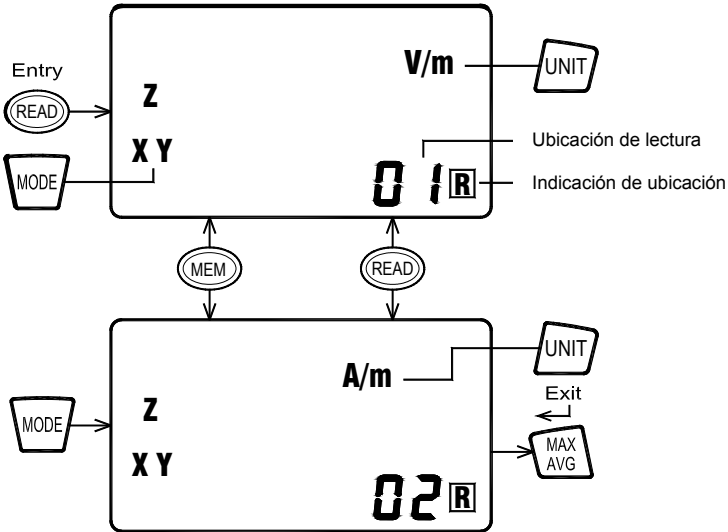 V/m
UNIT
Entry
READ
Z
X Y
MODE
Ubicación de lectura
01 R
Indicación de ubicación
MEM
READ
A/m
UNIT
Exit
MODE
Z
X Y
MAX
AVG
02 R